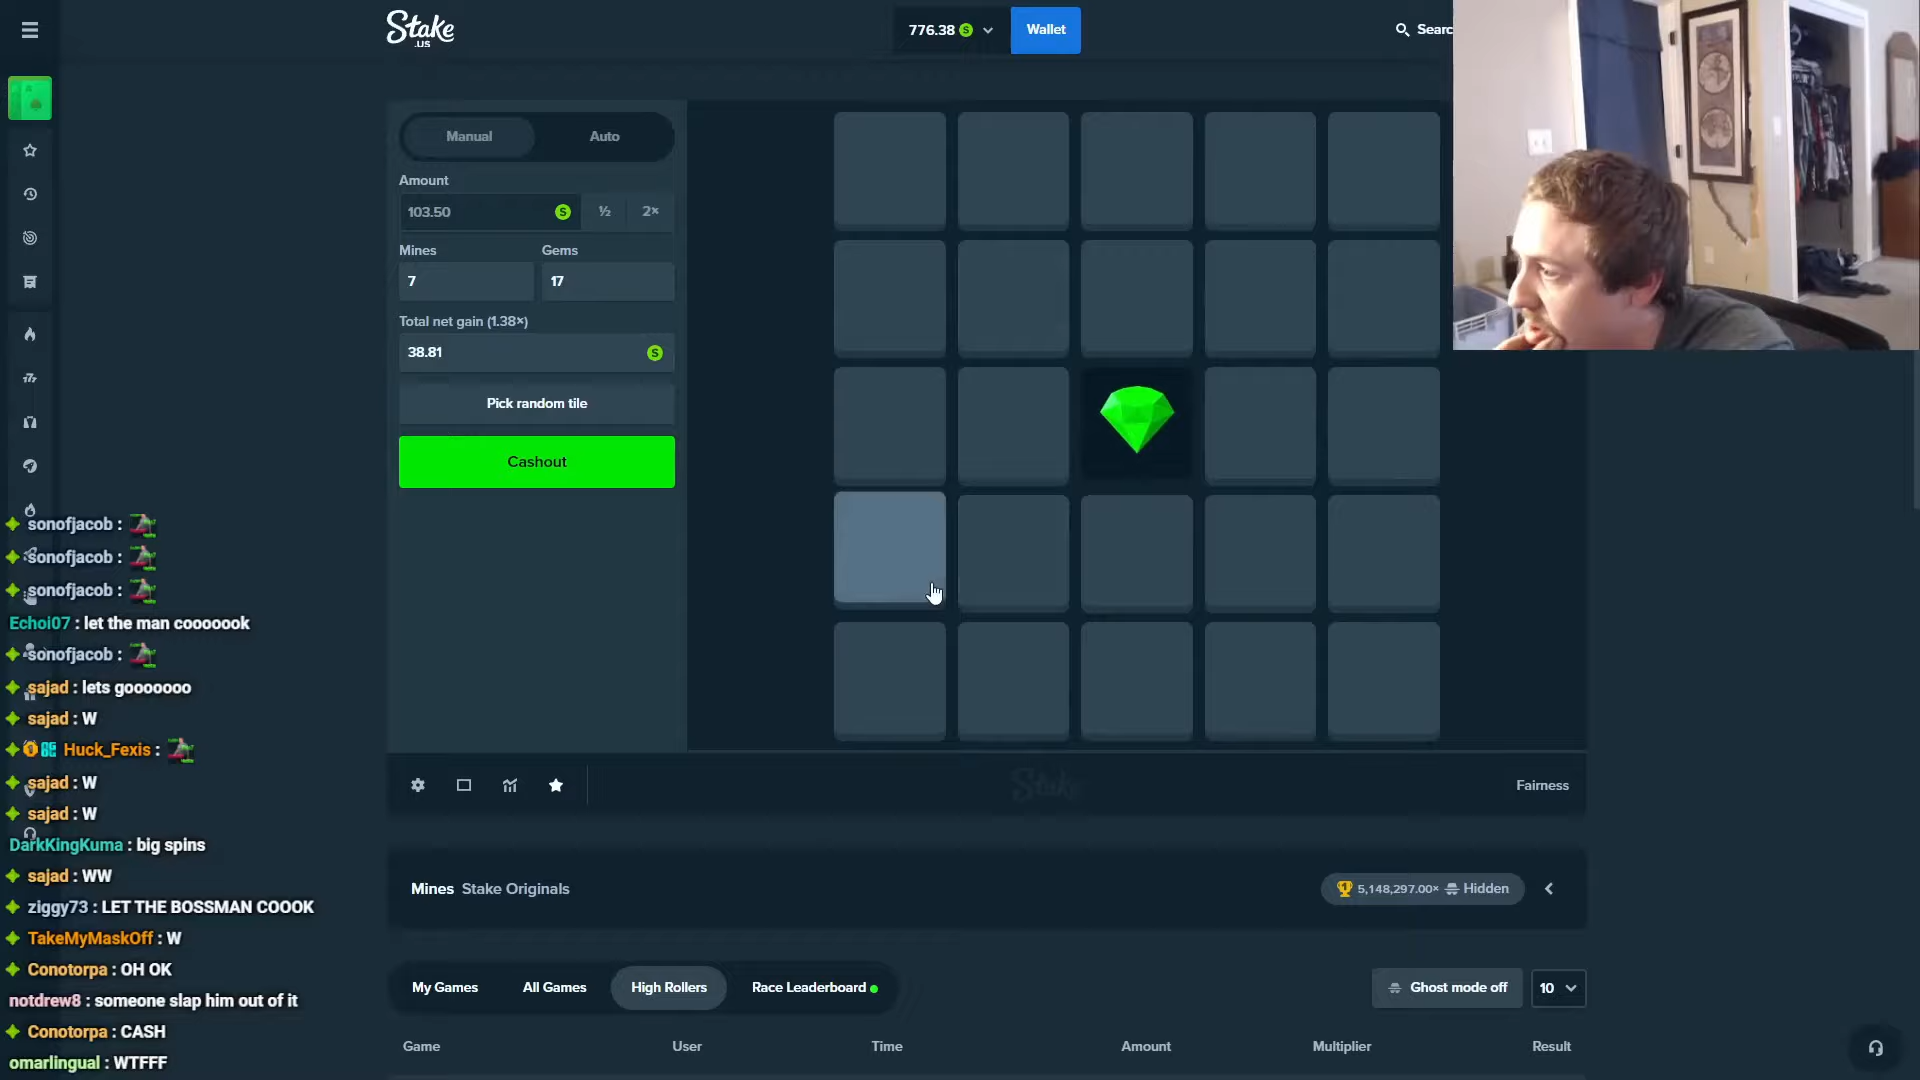 Stake
.US
776.38
Wallet
Searc
Manual
Auto
Amount
103.50
½
2×
Mines
Gems
7
17
Total net gain (1.38×)
38.81
Pick random tile
Cashout
sonofjacob :
sonofjacob :
sonofjacob :
Echoi07 : let the man cooooook
sonofjacob :
sajad : lets gooooooo
sajad : W
Huck_Fexis :
sajad : W
sajad : W
DarkKingKuma : big spins
sajad : WW
ziggy73 : LET THE BOSSMAN COOOK
TakeMyMaskOff : W
Conotorpa : OH OK
notdrew8 : someone slap him out of it
Conotorpa : CASH
omarlingual : WTFFF
Stake
Fairness
Mines Stake Originals
5,148,297.00× Hidden
My Games
All Games
High Rollers
Race Leaderboard
Ghost mode off
10
Game
User
Time
Amount
Multiplier
Result